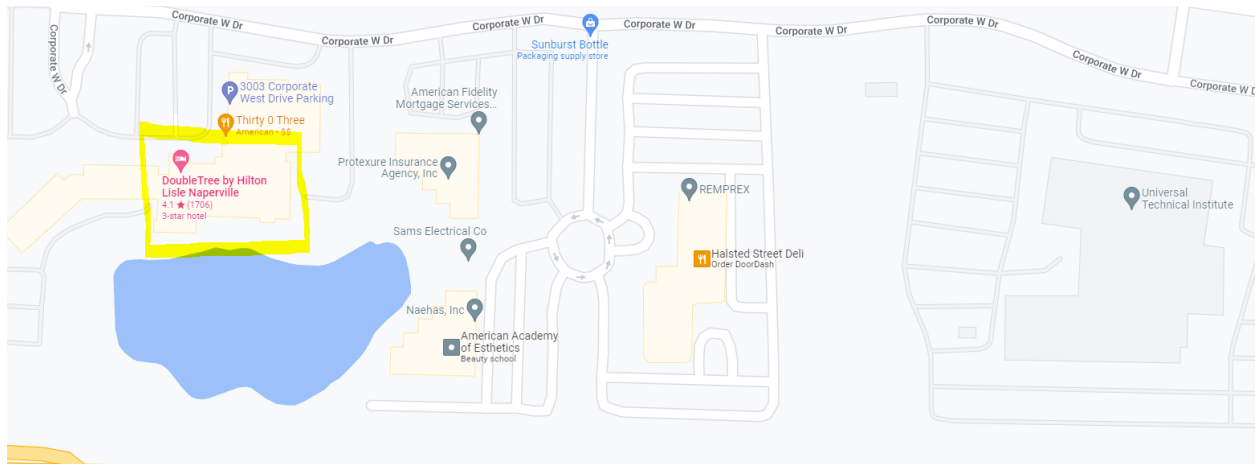 Corporate W Dr
Corporate W Dr
Corporate W Dr
Corporate W Dr
Corporate W Dr
Corporate W Dr
Corporate W Dr
Corporate W Dr
Corporate W D
Sunburst Bottle
Packaging supply store
3003 Corporate
West Drive Parking
Thirty 0 Three
American • $$
American Fidelity
Mortgage Services...
Protexure Insurance
Agency, Inc
DoubleTree by Hilton
Lisle Naperville
4.1 ★ (1706)
3-star hotel
REMPREX
Universal
Technical Institute
Sams Electrical Co
Halsted Street Deli
Order DoorDash
Naehas, Inc
American Academy
of Esthetics
Beauty school